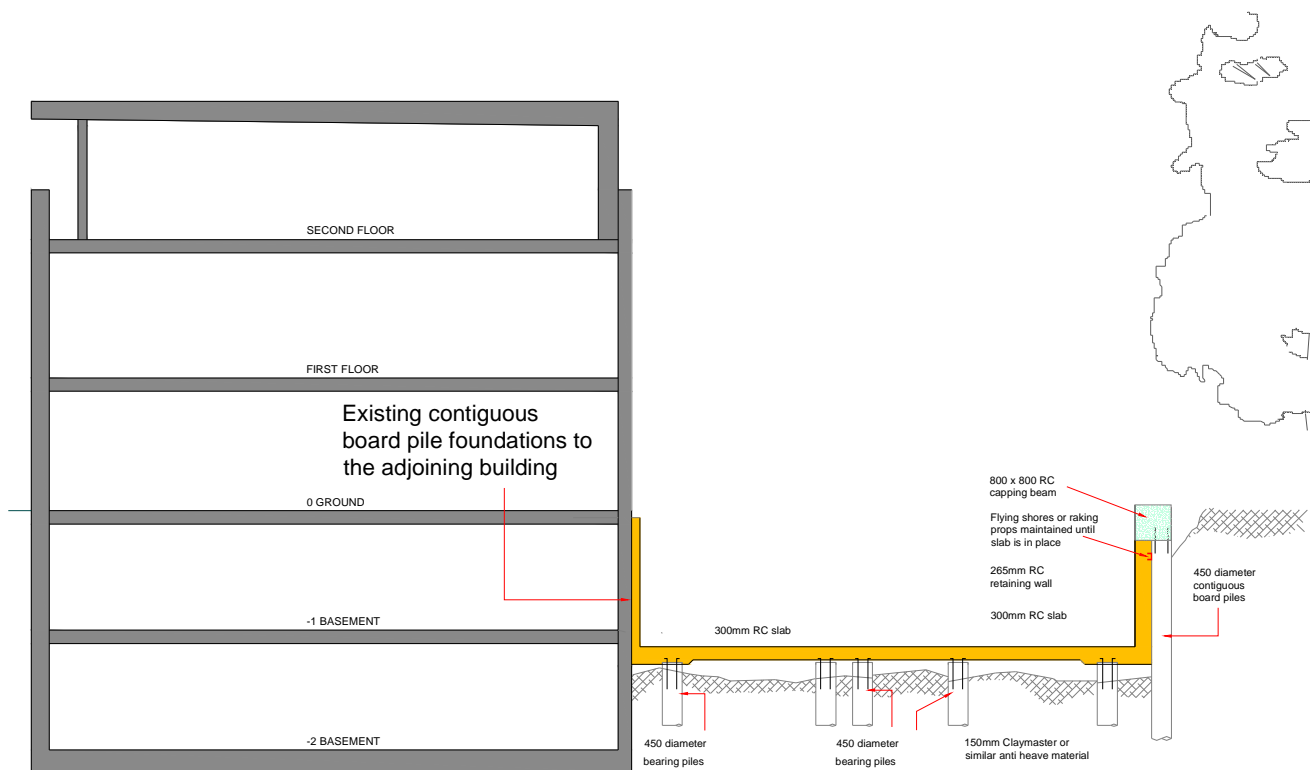 SECOND FLOOR
FIRST FLOOR
Existing contiguous
board pile foundations to
the adjoining building
0 GROUND
-1 BASEMENT
-2 BASEMENT
300mm RC slab
450 diameter
bearing piles
450 diameter
bearing piles
150mm Claymaster or
similar anti heave material
800 x 800 RC
capping beam
Flying shores or raking
props maintained until
slab is in place
265mm RC
retaining wall
300mm RC slab
450 diameter
contiguous
board piles